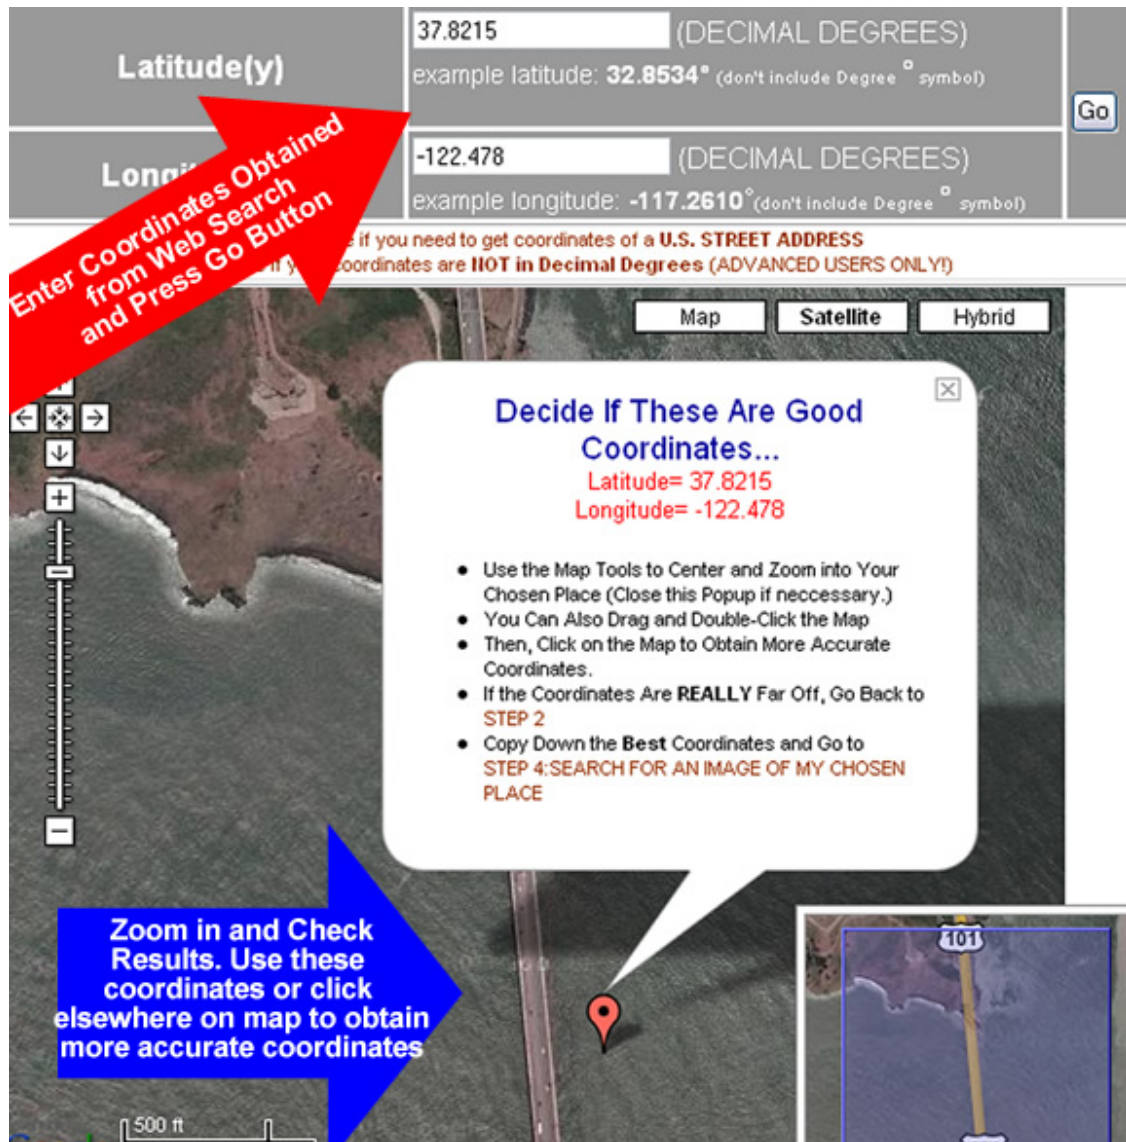 Latitude(y)
37.8215 (DECIMAL DEGREES)
example latitude: 32.8534° (don't include Degree ° symbol)
Go
-122.478 (DECIMAL DEGREES)
example longitude: -117.2610° (don't include Degree ° symbol)
Enter Coordinates Obtained
from Web Search
and Press Go Button
if you need to get coordinates of a U.S. STREET ADDRESS
coordinates are NOT in Decimal Degrees (ADVANCED USERS ONLY!)
Map Satellite Hybrid
Decide If These Are Good
Coordinates...
Latitude= 37.8215
Longitude= -122.478
Use the Map Tools to Center and Zoom into Your
Chosen Place (Close this Popup if neccessary.)
You Can Also Drag and Double-Click the Map
Then, Click on the Map to Obtain More Accurate
Coordinates.
If the Coordinates Are REALLY Far Off, Go Back to
STEP 2
Copy Down the Best Coordinates and Go to
STEP 4:SEARCH FOR AN IMAGE OF MY CHOSEN
PLACE
Zoom in and Check
Results. Use these
coordinates or click
elsewhere on map to obtain
more accurate coordinates
101
500 ft